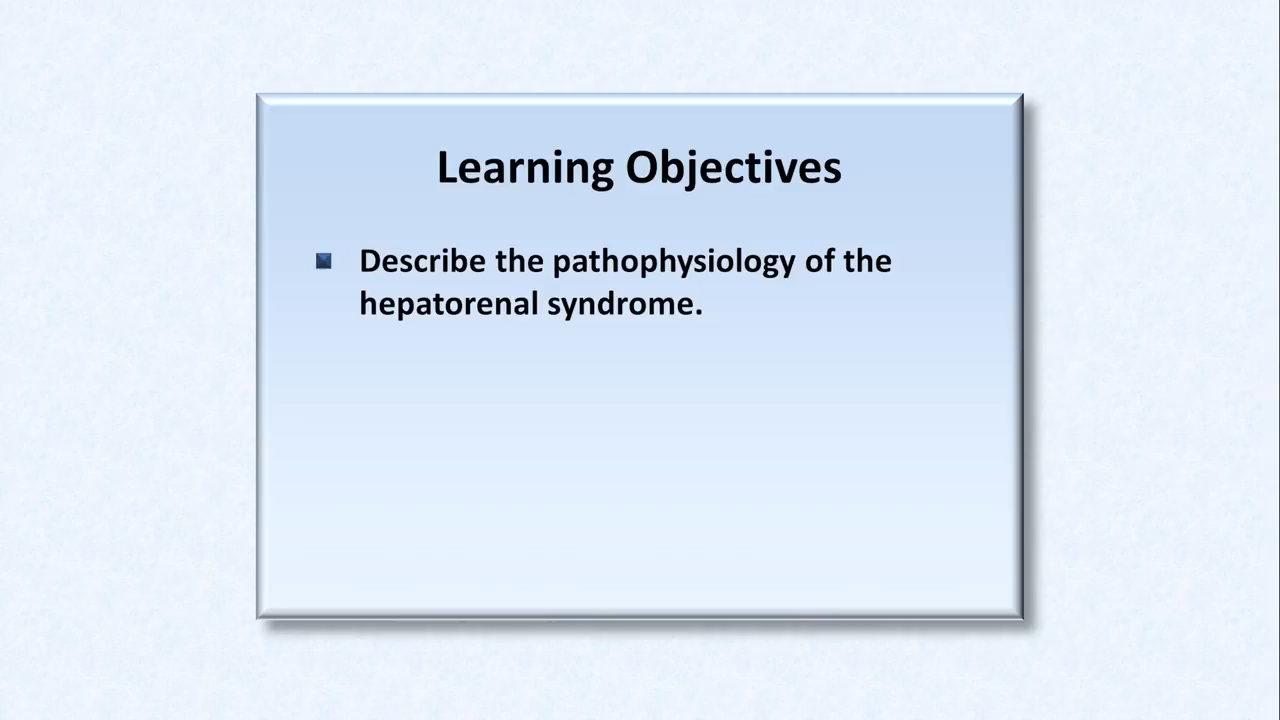 Learning Objectives
Describe the pathophysiology of the
hepatorenal syndrome.